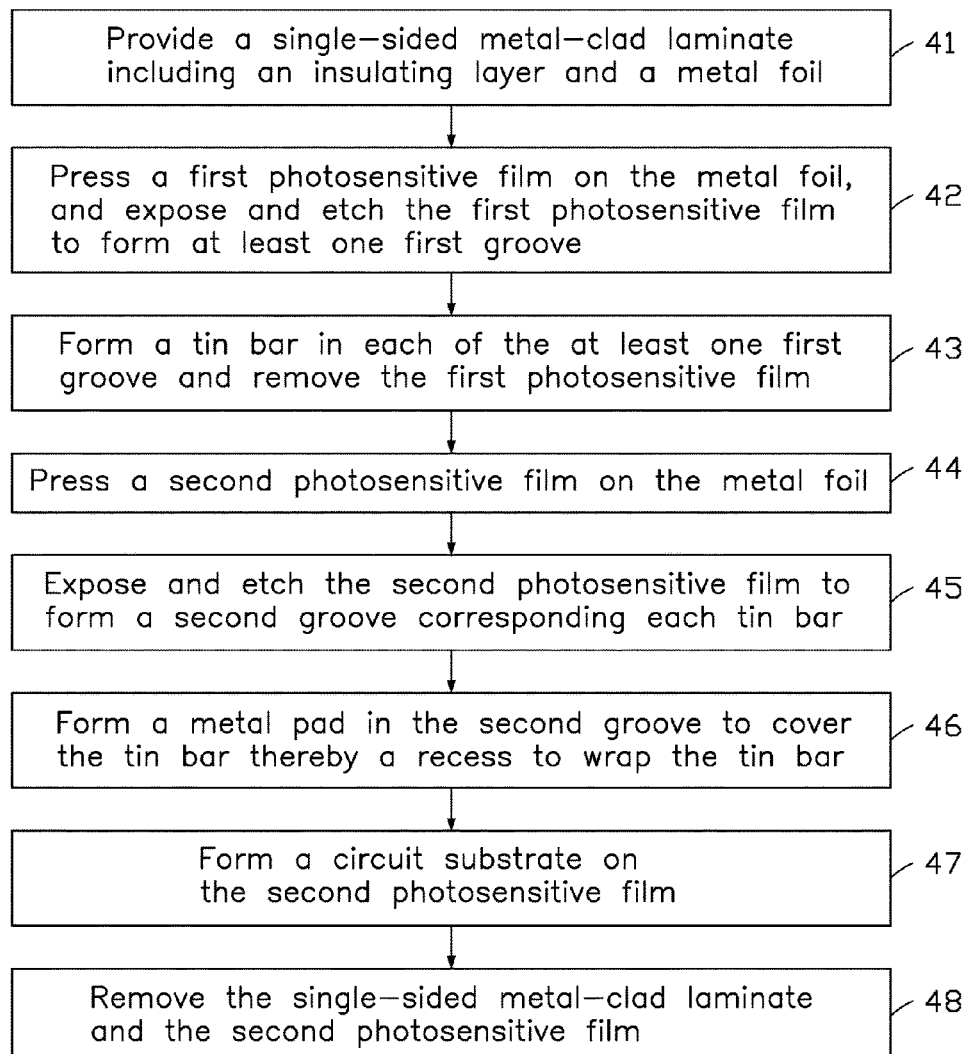 Provide a single-sided metal-clad laminate
including an insulating layer and a metal foil
41
Press a first photosensitive film on the metal foil,
and expose and etch the first photosensitive film
to form at least one first groove
42
Form a tin bar in each of the at least one first
groove and remove the first photosensitive film
43
Press a second photosensitive film on the metal foil
44
Expose and etch the second photosensitive film to
form a second groove corresponding each tin bar
45
Form a metal pad in the second groove to cover
the tin bar thereby a recess to wrap the tin bar
46
Form a circuit substrate on
the second photosensitive film
47
Remove the single-sided metal-clad laminate
and the second photosensitive film
48